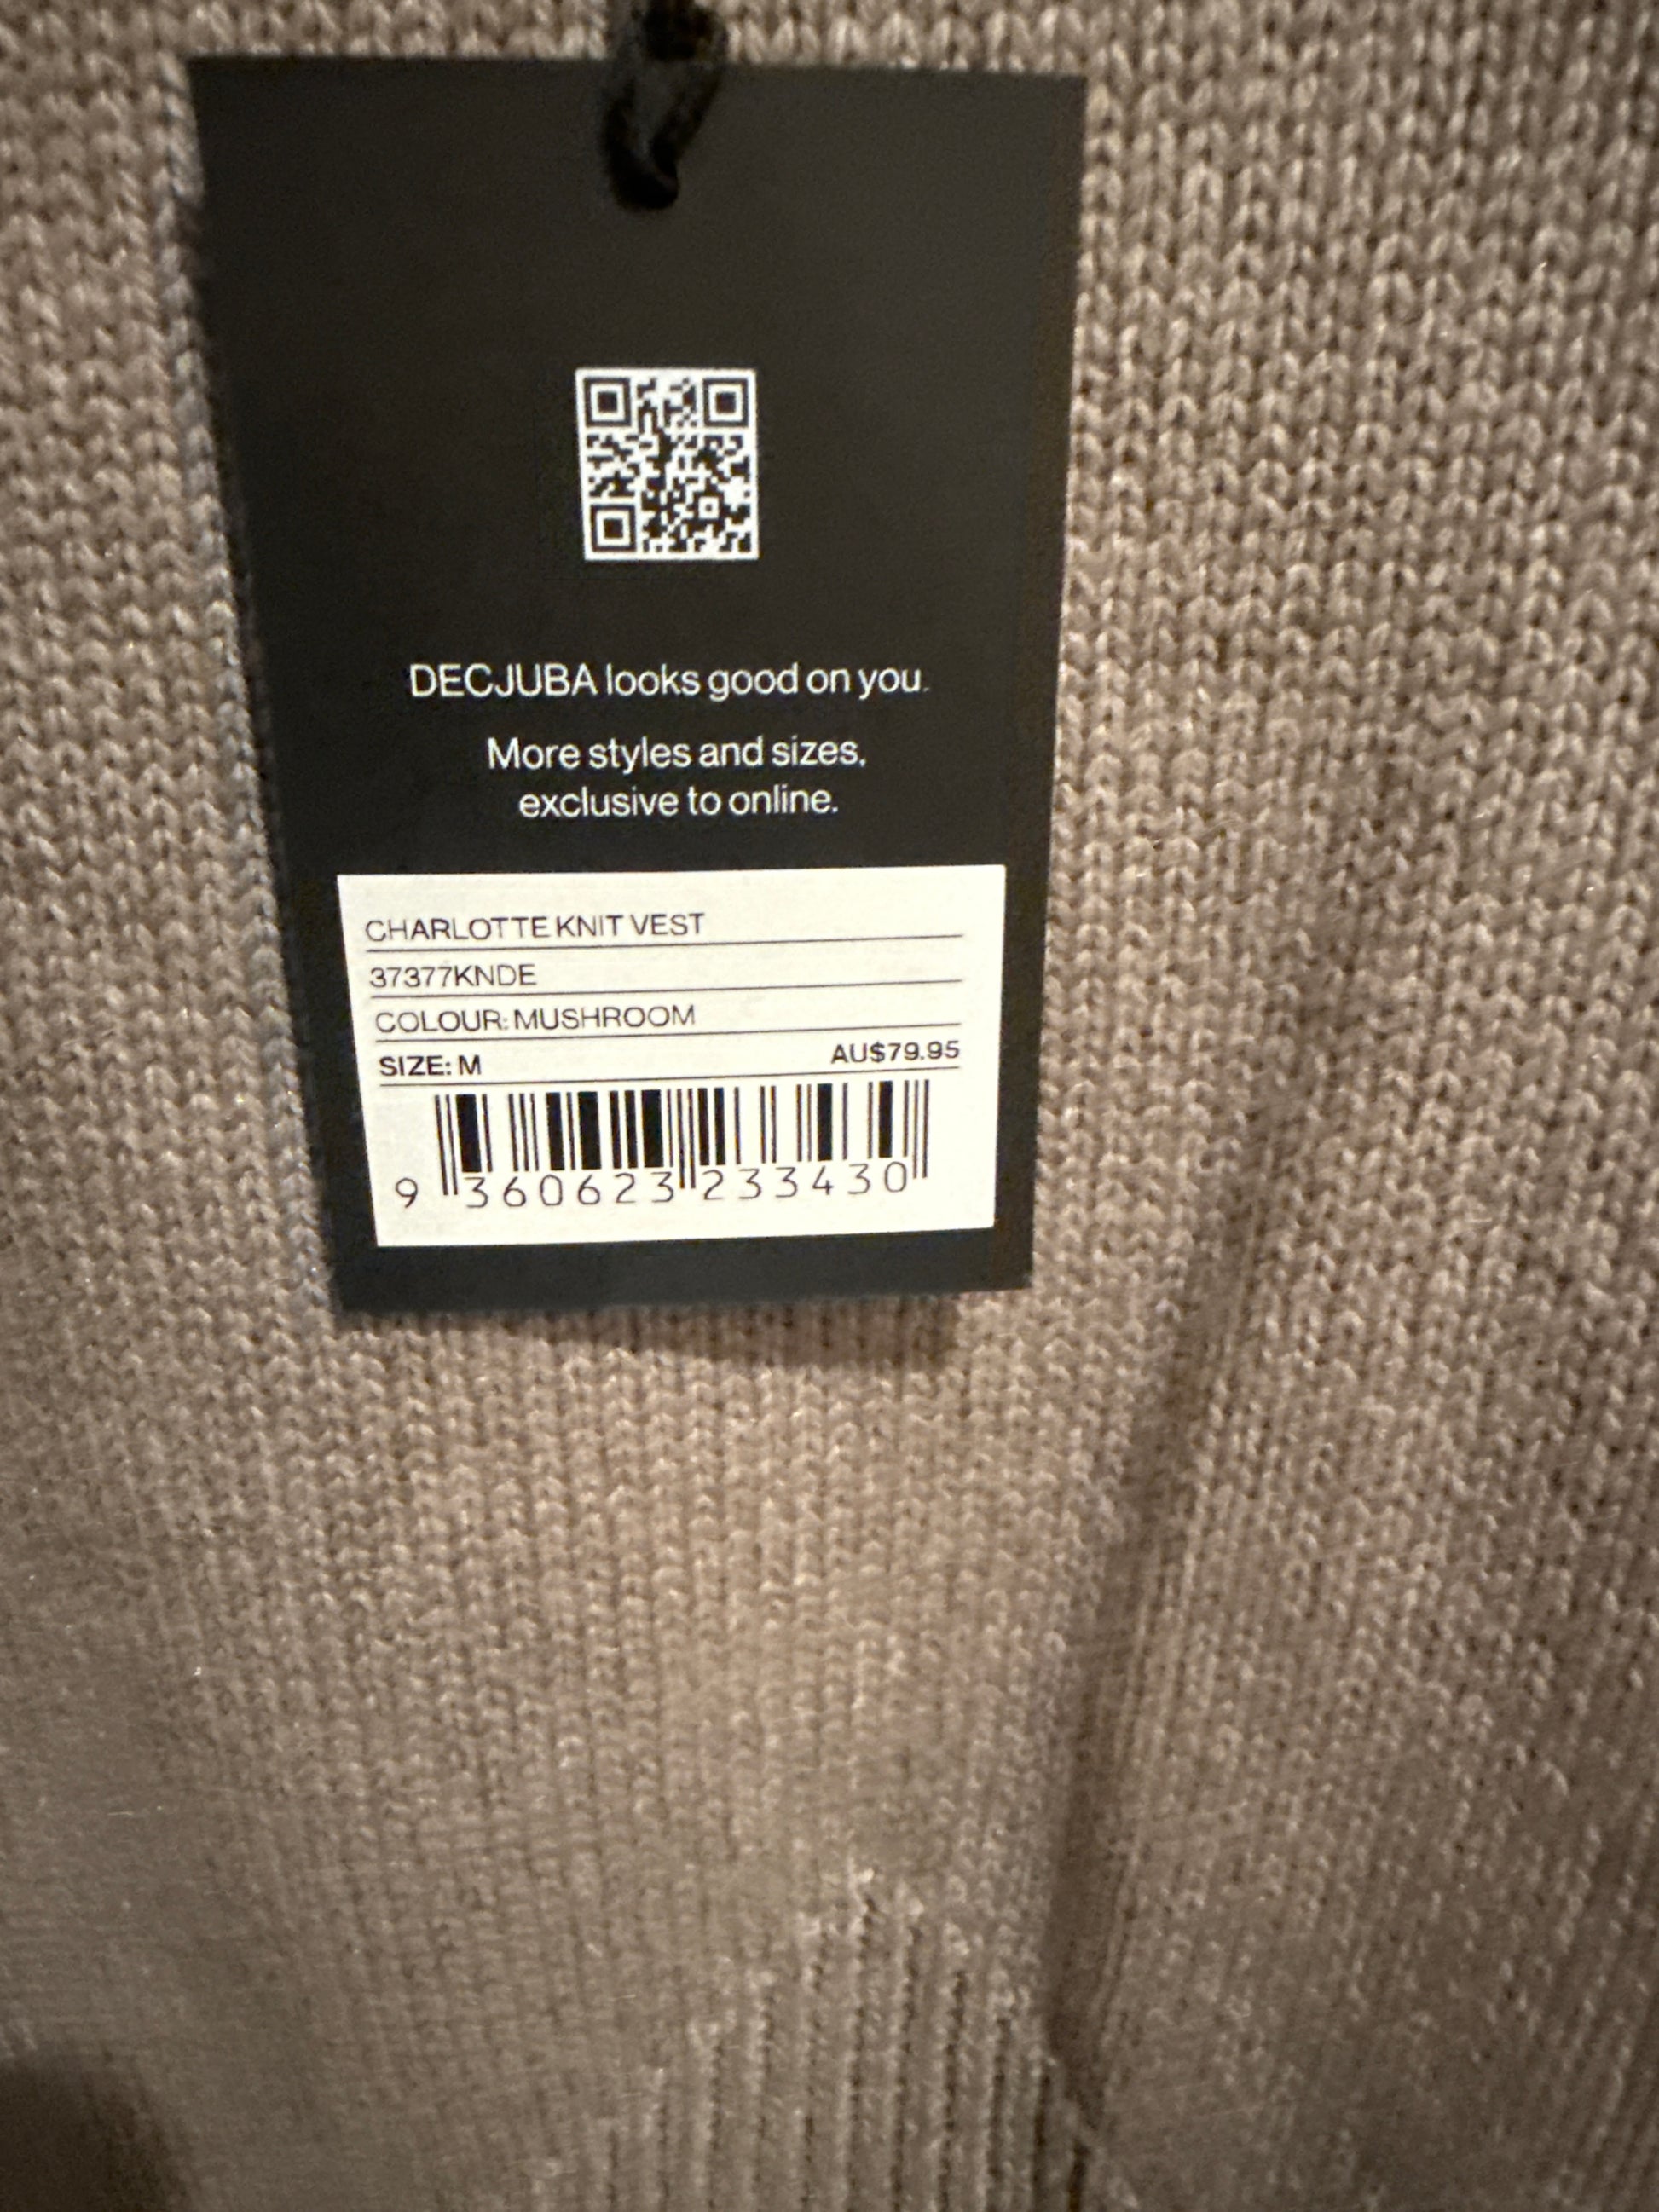 DECJUBA looks good on you.
More styles and sizes,
exclusive to online.
CHARLOTTE KNIT VEST
37377KNDE
COLOUR: MUSHROOM
SIZE: M AU$79.95
9 360623 233430